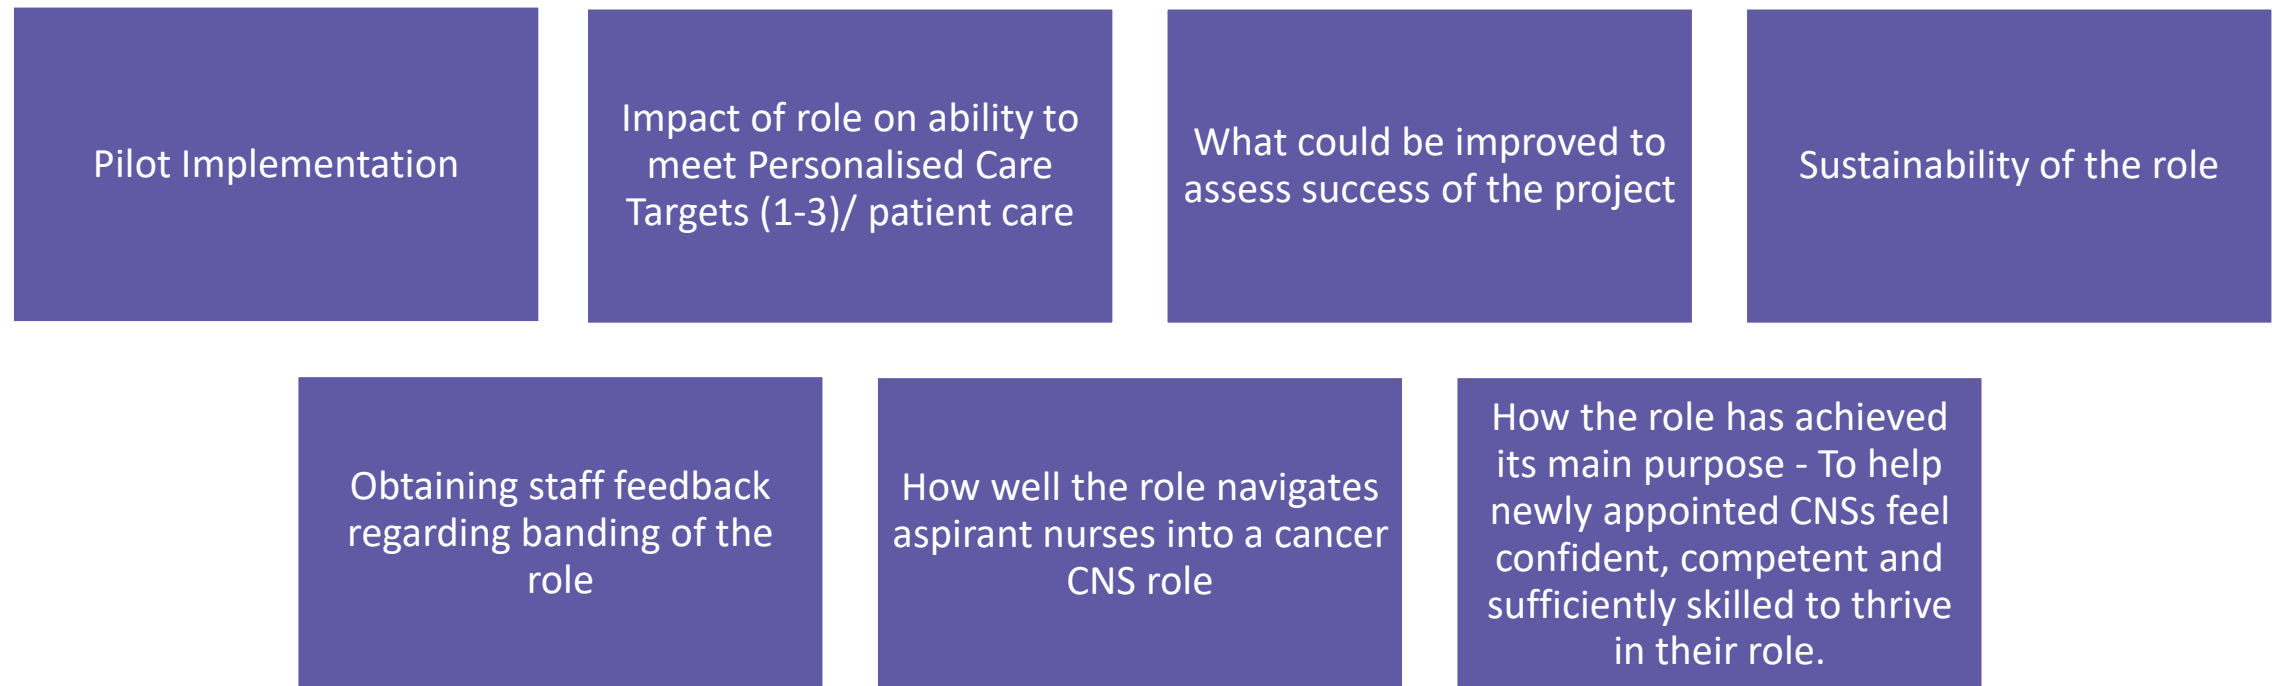 Pilot Implementation
Impact of role on ability to
meet Personalised Care
Targets (1-3)/ patient care
What could be improved to
assess success of the project
Sustainability of the role
Obtaining staff feedback
regarding banding of the
role
How well the role navigates
aspirant nurses into a cancer
CNS role
How the role has achieved
its main purpose - To help
newly appointed CNSs feel
confident, competent and
sufficiently skilled to thrive
in their role.